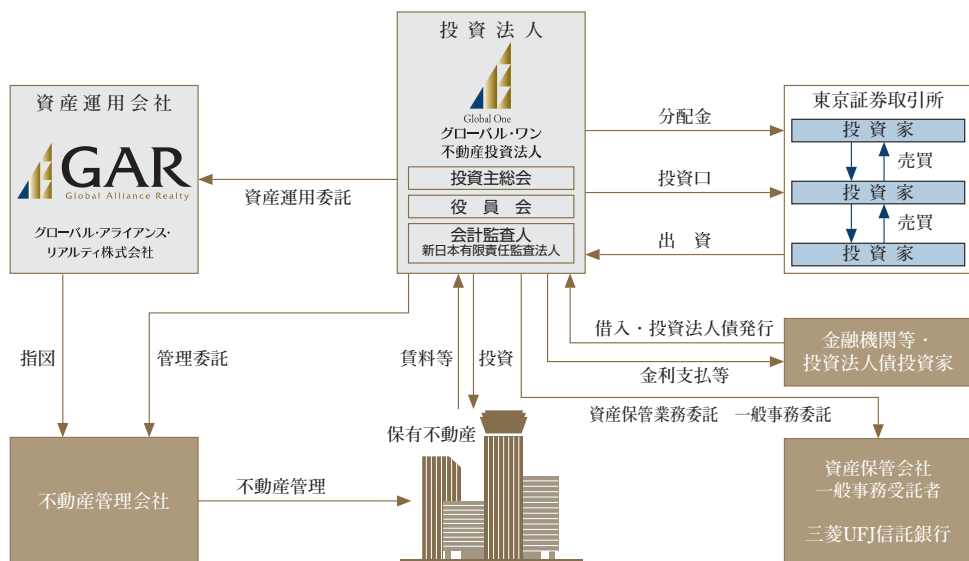 投資法人
Global One
グローバル・ワン
不動産投資法人
投資主総会
役員会
会計監査人
新日本有限責任監査法人
資産運用会社
GAR
Global Alliance Realty
グローバル・アライアンス・
リアルティ株式会社
資産運用委託
分配金
投資口
出 資
東京証券取引所
投 資 家
売買
投 資 家
売買
投 資 家
指図
管理委託
賃料等
投資
借入・投資法人債発行
金利支払等
金融機関等・
投資法人債投資家
資産保管業務委託 一般事務委託
保有不動産
不動産管理会社
不動産管理
資産保管会社
一般事務受託者
三菱UFJ信託銀行